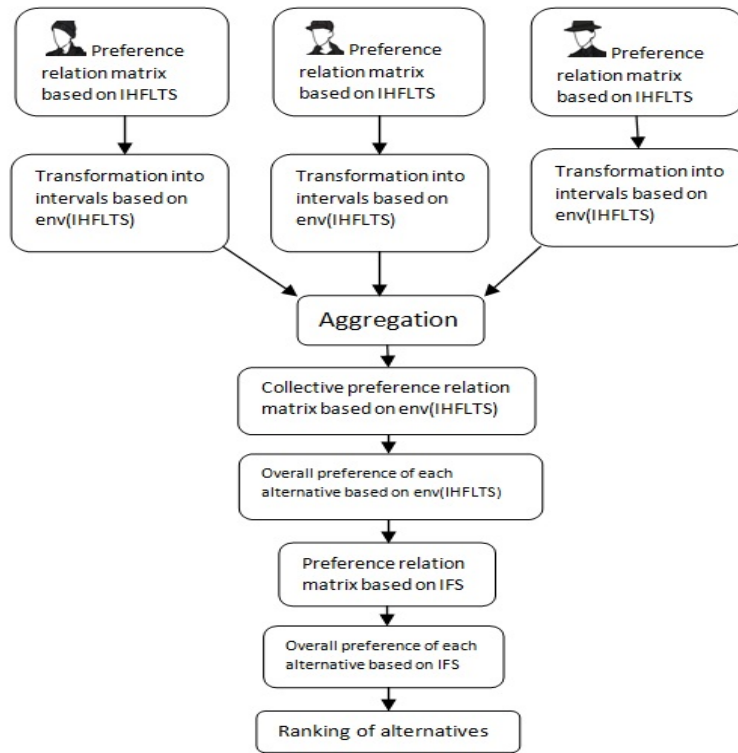 Preference
relation matrix
based on IHFLTS
Preference
relation matrix
based on IHFLTS
Preference
relation matrix
based on IHFLTS
Transformation into
intervals based on
env(IHFLTS)
Transformation into
intervals based on
env(IHFLTS)
Transformation into
intervals based on
env(IHFLTS)
Aggregation
Collective preference relation
matrix based on env(IHFLTS)
Overall preference of each
alternative based on env(IHFLTS)
Preference relation
matrix based on IFS
Overall preference of each
alternative based on IFS
Ranking of alternatives